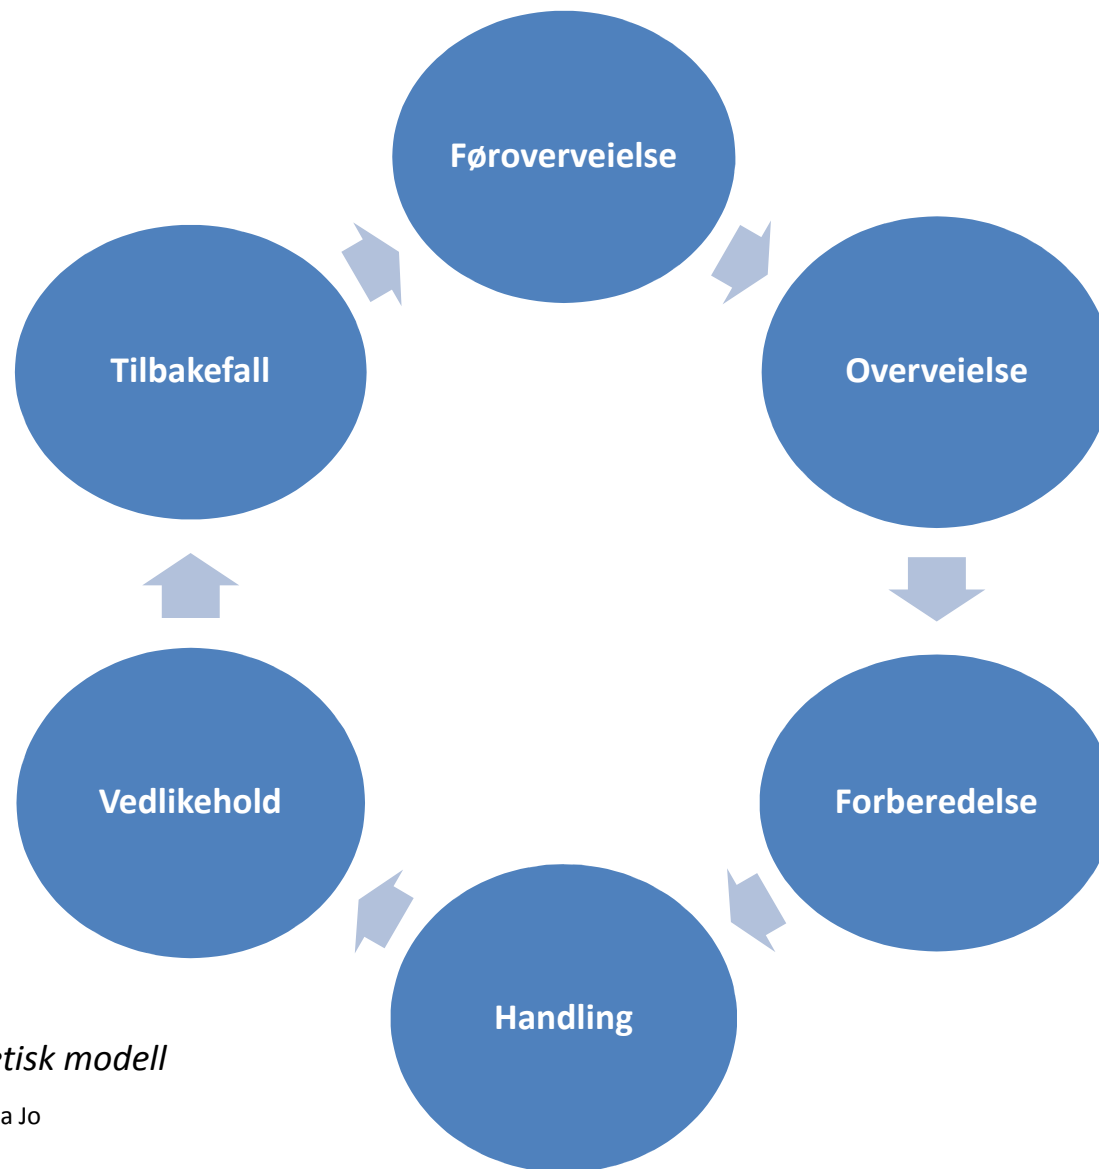 Føroverveielse
Overveielse
Forberedelse
Handling
Vedlikehold
Tilbakefall
etisk modell
a Jo